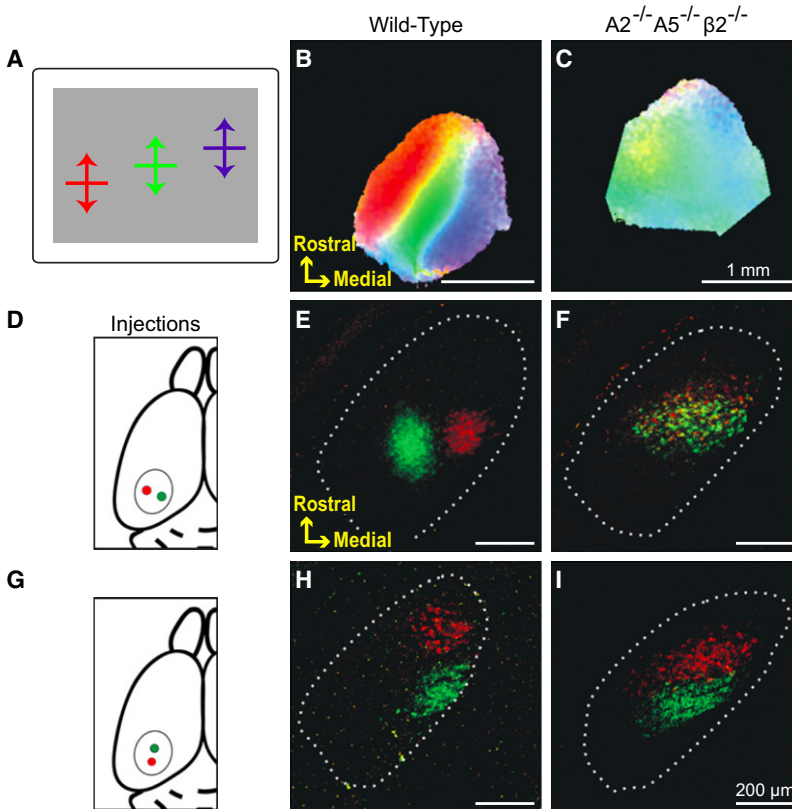 Wild-Type
A2⁻/⁻A5⁻/⁻β2⁻/⁻
A
B
C
Rostral
Medial
1 mm
D
Injections
E
F
Rostral
Medial
G
H
I
200 µm